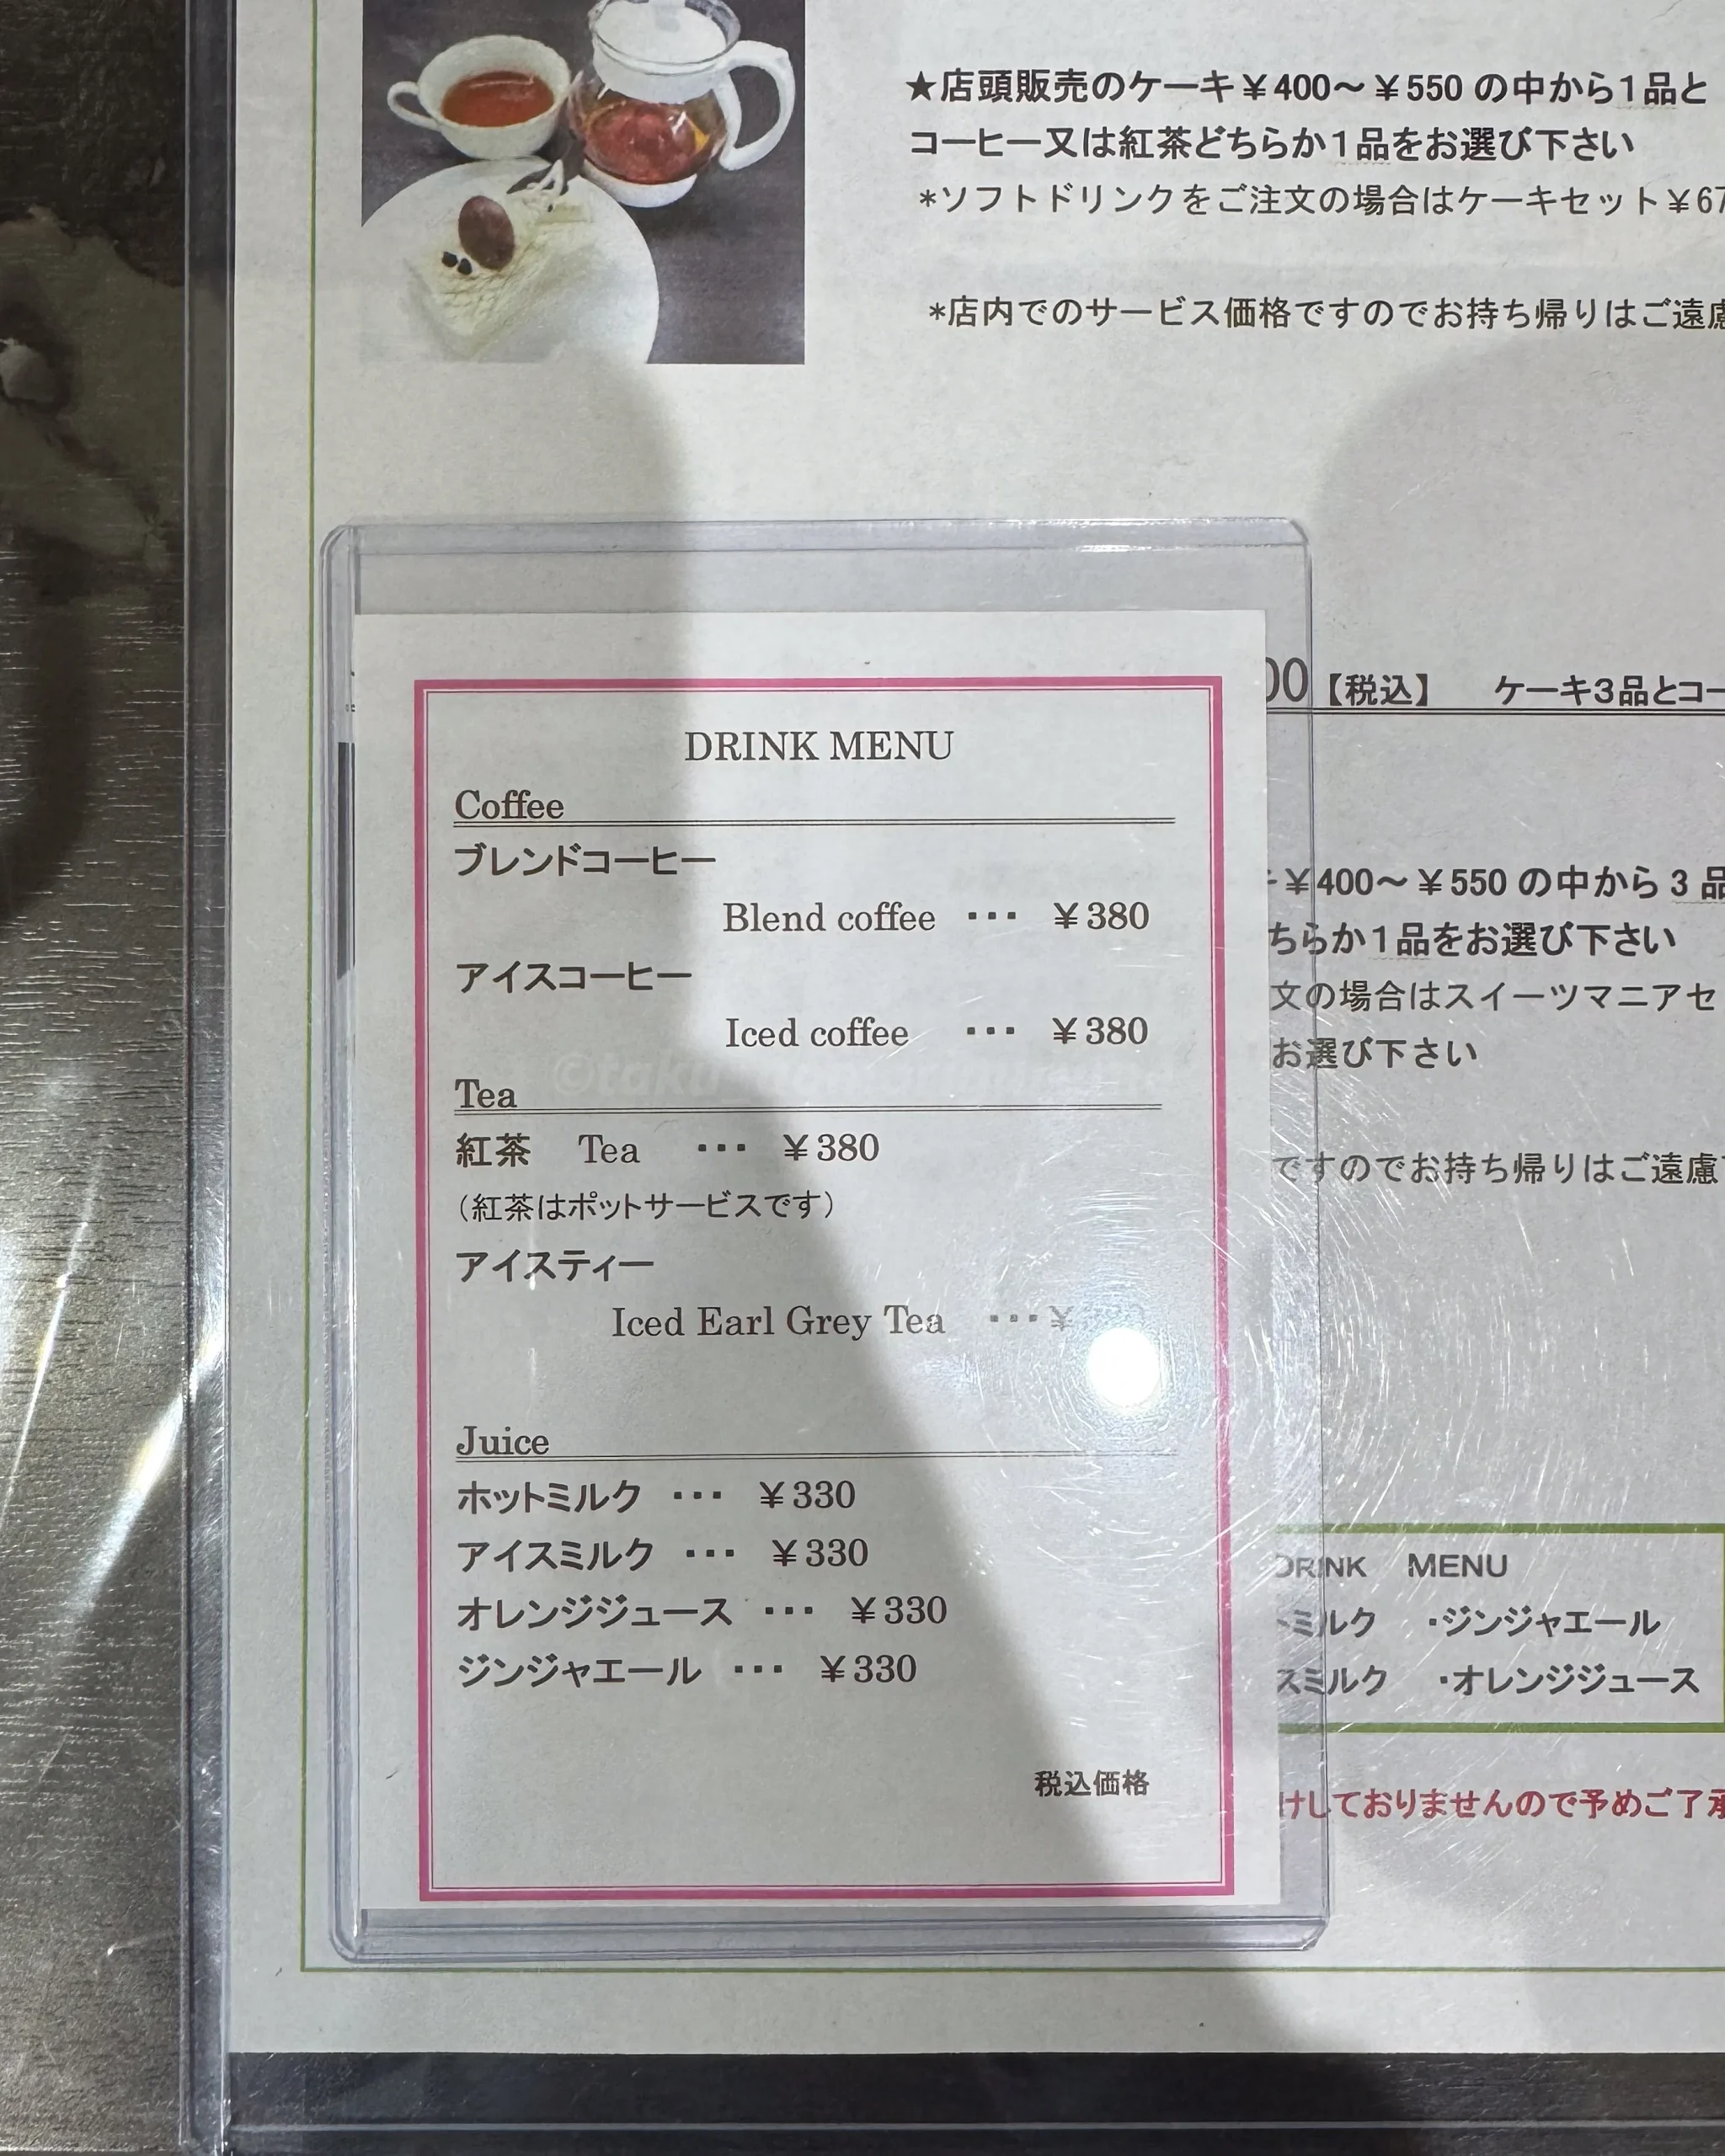 ★店頭販売のケーキ￥400～￥550 の中から1品と
コーヒー又は紅茶どちらか1品をお選び下さい
*ソフトドリンクをご注文の場合はケーキセット￥67
*店内でのサービス価格ですのでお持ち帰りはご遠慮
00【税込】 ケーキ3品とコー
￥400～￥550 の中から 3 品
ちらか1品をお選び下さい
文の場合はスイーツマニアセ
お選び下さい
ですのでお持ち帰りはご遠慮
DRINK MENU
Coffee
ブレンドコーヒー
Blend coffee ･･･ ￥380
アイスコーヒー
Iced coffee ･･･ ￥380
Tea
紅茶 Tea ･･･ ￥380
（紅茶はポットサービスです）
アイスティー
Iced Earl Grey Tea ･･･￥
Juice
ホットミルク ･･･ ￥330
アイスミルク ･･･ ￥330
オレンジジュース ･･･ ￥330
ジンジャエール ･･･ ￥330
税込価格
DRINK MENU
トミルク ･ジンジャエール
スミルク ･オレンジジュース
けしておりませんので予めご了承